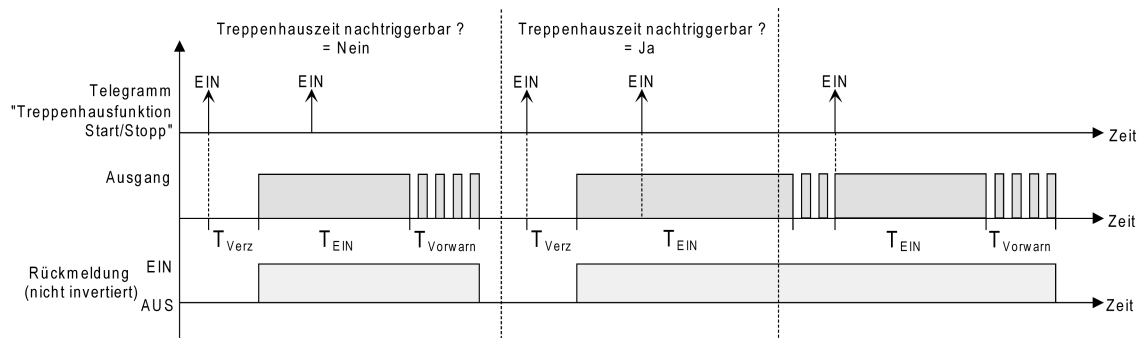 Treppenhauszeit nachtriggerbar ?
= Nein
Treppenhauszeit nachtriggerbar ?
= Ja
Telegramm
"Treppenhausfunktion
Start/Stopp"
EIN
EIN
EIN
EIN
EIN
Zeit
Ausgang
Zeit
T Verz
T EIN
T Vorwarn
T Verz
T EIN
T EIN
T Vorwarn
Rückmeldung
(nicht invertiert)
EIN
AUS
Zeit